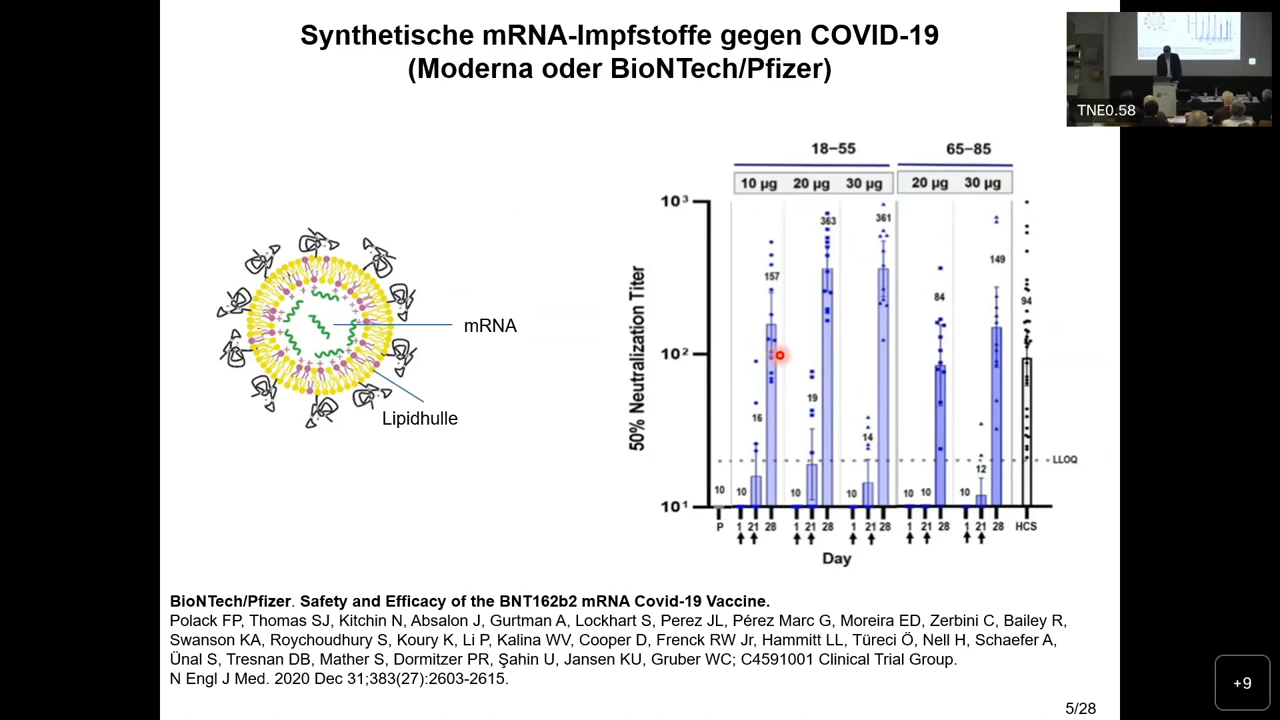 Synthetische mRNA-Impfstoffe gegen COVID-19
(Moderna oder BioNTech/Pfizer)
TNE0.58
mRNA
Lipidhulle
18–55 65–85
10 µg 20 µg 30 µg 20 µg 30 µg
50% Neutralization Titer
10³
10²
10¹
363 361
157 149
84 94
16 19 14 12
LLOQ
10 10 10 10 10 10 10
P 1 21 28 1 21 28 1 21 28 1 21 28 1 21 28 HCS
Day
BioNTech/Pfizer. Safety and Efficacy of the BNT162b2 mRNA Covid-19 Vaccine.
Polack FP, Thomas SJ, Kitchin N, Absalon J, Gurtman A, Lockhart S, Perez JL, Pérez Marc G, Moreira ED, Zerbini C, Bailey R,
Swanson KA, Roychoudhury S, Koury K, Li P, Kalina WV, Cooper D, Frenck RW Jr, Hammitt LL, Türeci Ö, Nell H, Schaefer A,
Ünal S, Tresnan DB, Mather S, Dormitzer PR, Şahin U, Jansen KU, Gruber WC; C4591001 Clinical Trial Group.
N Engl J Med. 2020 Dec 31;383(27):2603-2615.
5/28
+9